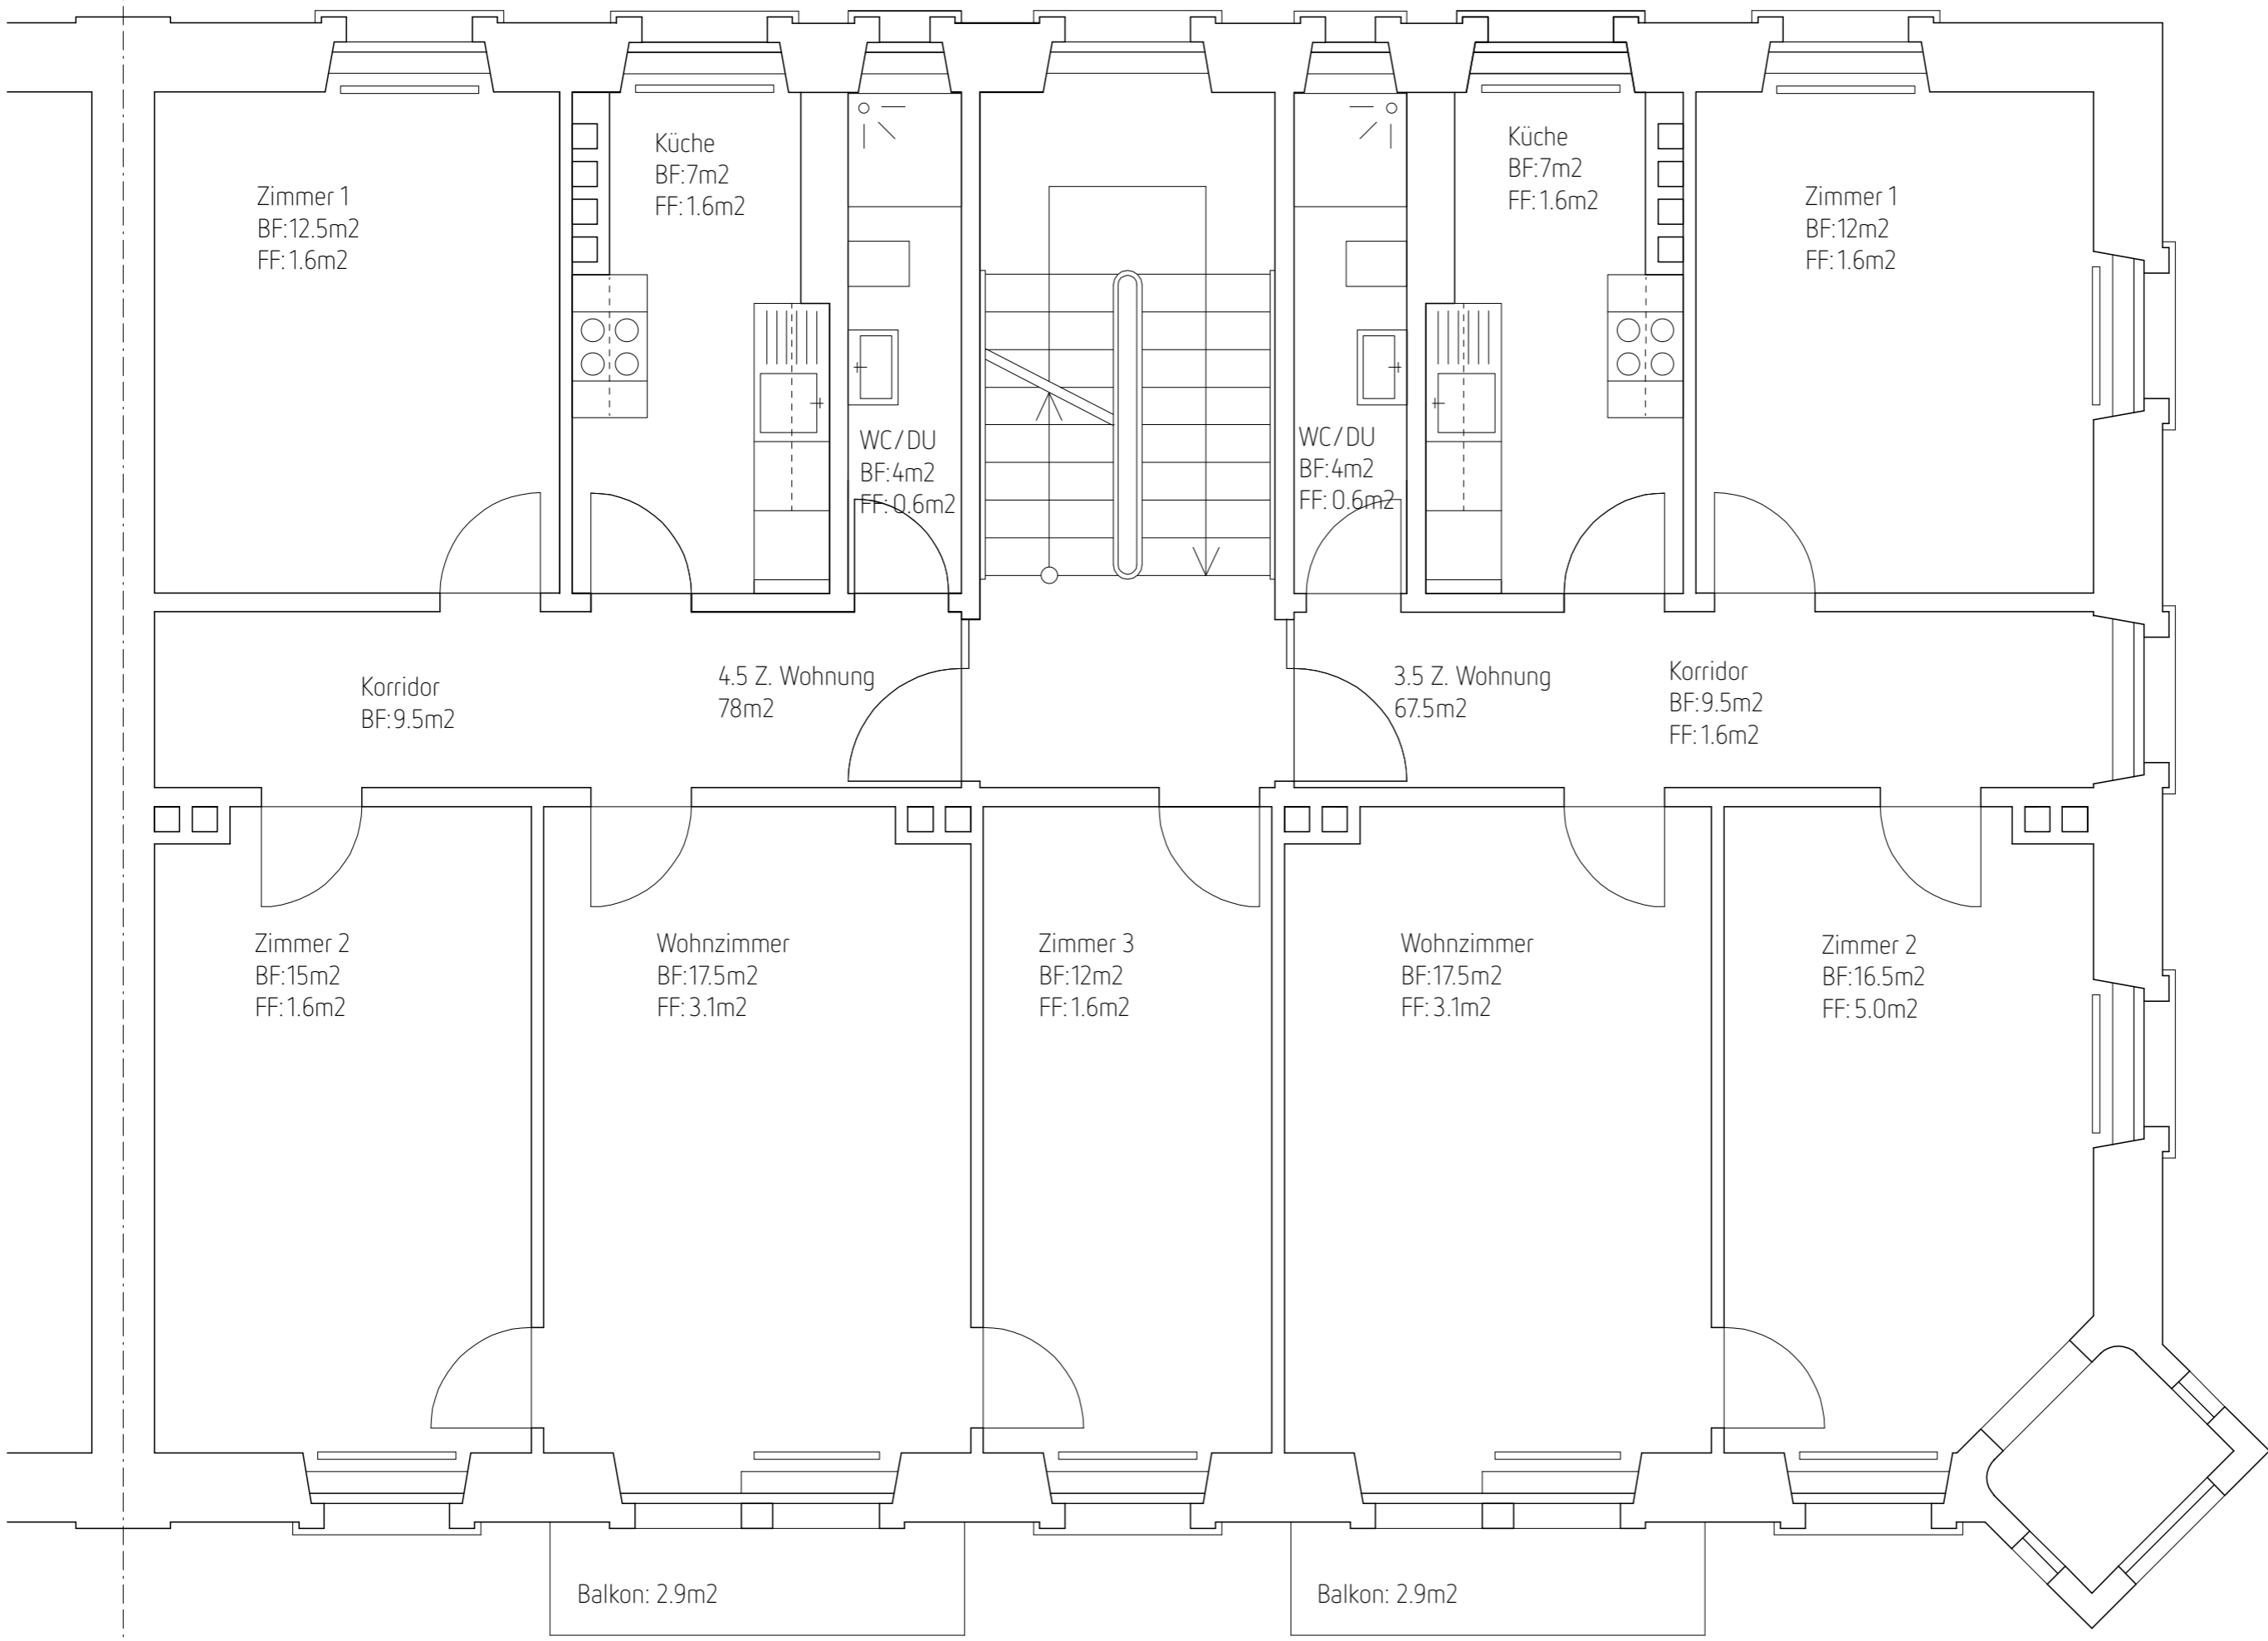 Zimmer 1
BF:12.5m2
FF:1.6m2
Küche
BF:7m2
FF:1.6m2
WC/DU
BF:4m2
FF:0.6m2
WC/DU
BF:4m2
FF:0.6m2
Küche
BF:7m2
FF:1.6m2
Zimmer 1
BF:12m2
FF:1.6m2
Korridor
BF:9.5m2
4.5 Z. Wohnung
78m2
3.5 Z. Wohnung
67.5m2
Korridor
BF:9.5m2
FF:1.6m2
Zimmer 2
BF:15m2
FF:1.6m2
Wohnzimmer
BF:17.5m2
FF:3.1m2
Zimmer 3
BF:12m2
FF:1.6m2
Wohnzimmer
BF:17.5m2
FF:3.1m2
Zimmer 2
BF:16.5m2
FF:5.0m2
Balkon: 2.9m2
Balkon: 2.9m2